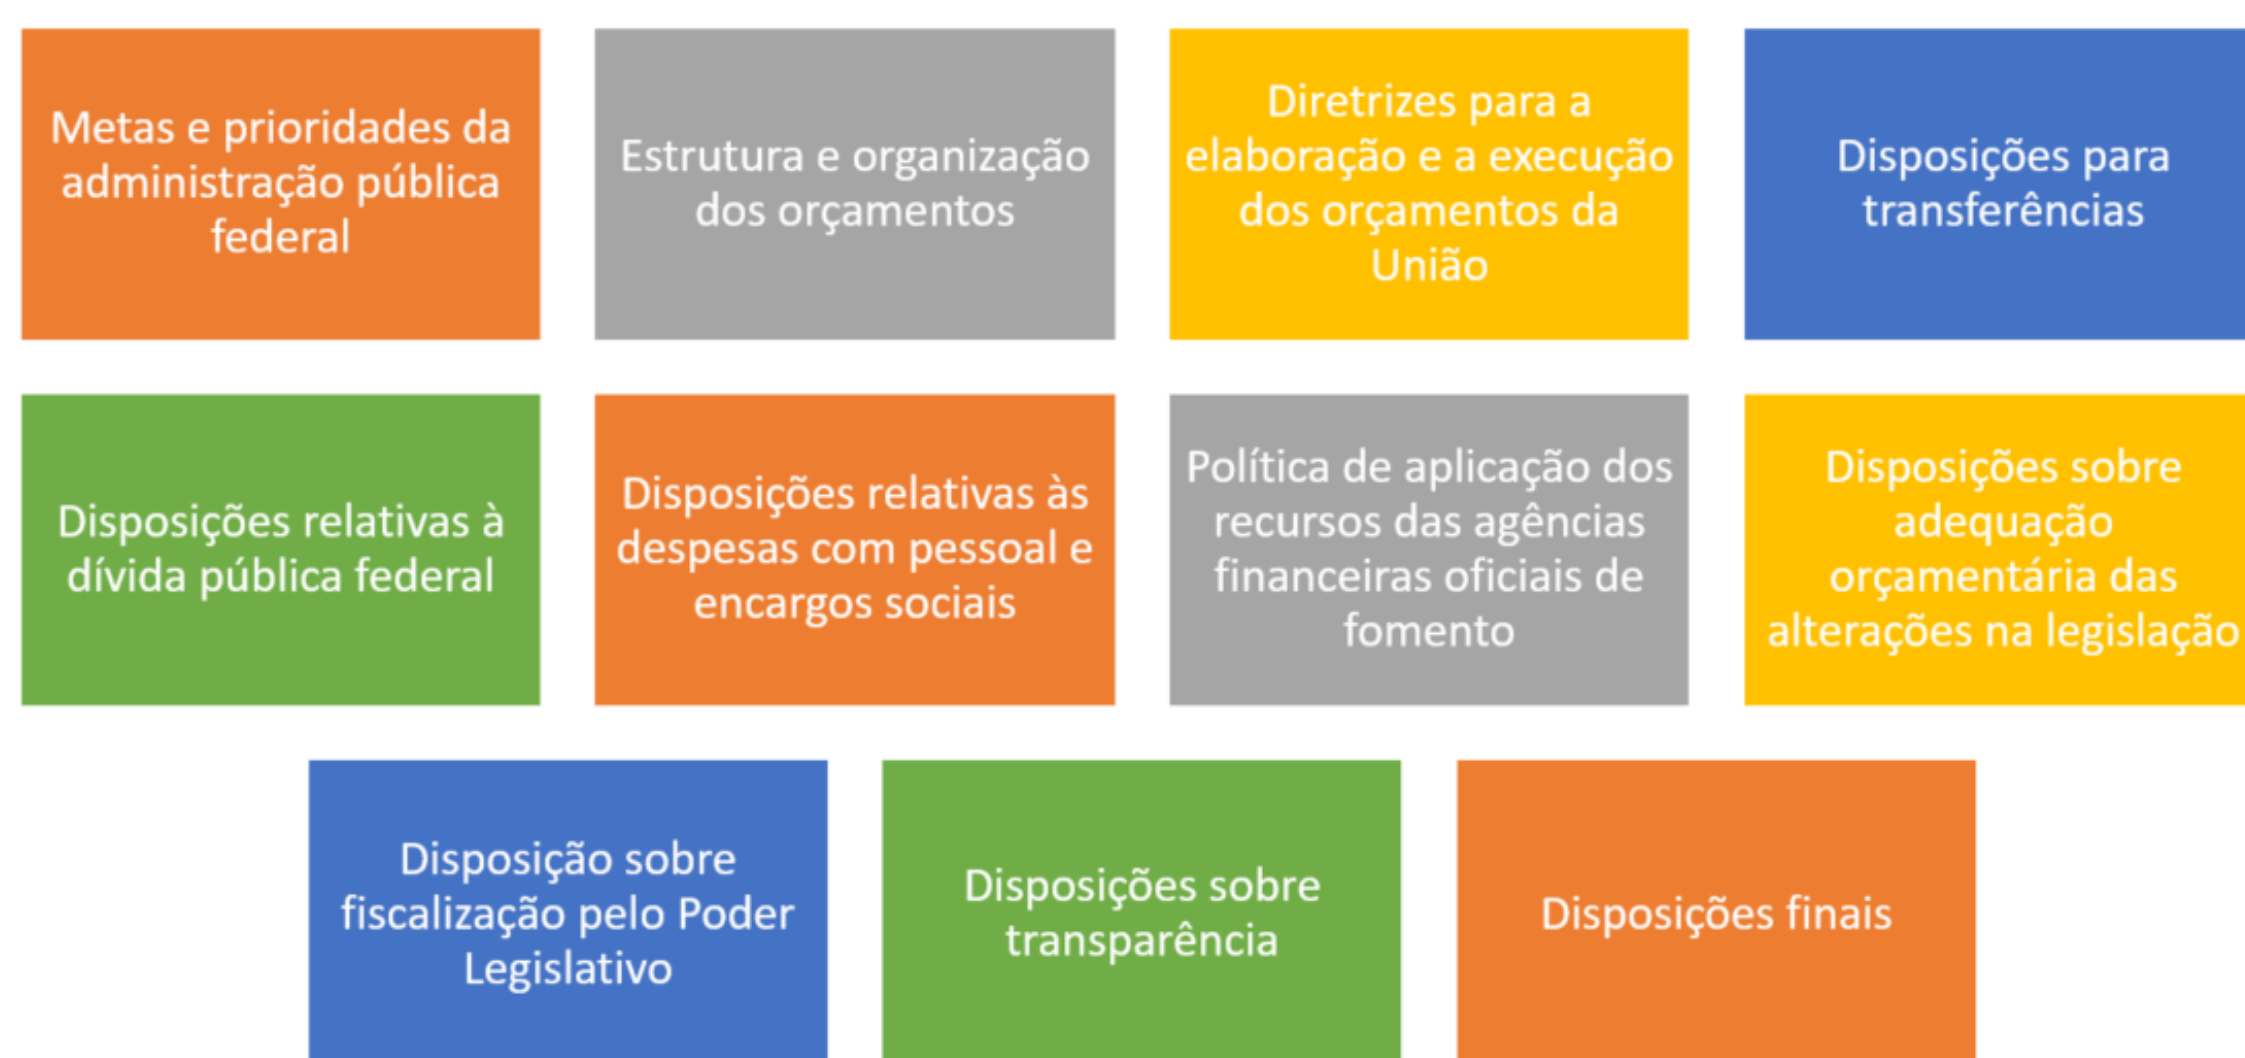 Metas e prioridades da
administração pública
federal
Estrutura e organização
dos orçamentos
Diretrizes para a
elaboração e a execução
dos orçamentos da
União
Disposições para
transferências
Disposições relativas à
dívida pública federal
Disposições relativas às
despesas com pessoal e
encargos sociais
Política de aplicação dos
recursos das agências
financeiras oficiais de
fomento
Disposições sobre
adequação
orçamentária das
alterações na legislação
Disposição sobre
fiscalização pelo Poder
Legislativo
Disposições sobre
transparência
Disposições finais